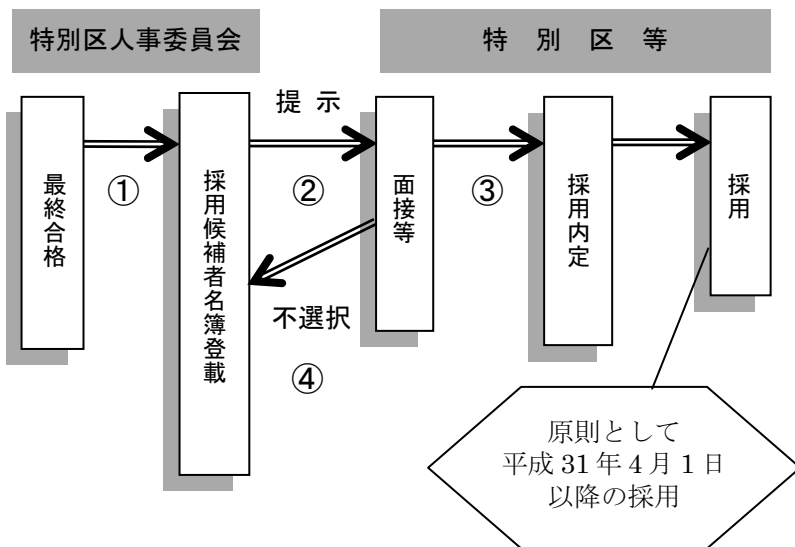 特別区人事委員会
特　別　区　等
最終合格
①
採用候補者名簿登載
提 示
②
面接等
③
採用内定
採用
不選択
④
原則として
平成 31 年 4 月 1 日
以降の採用